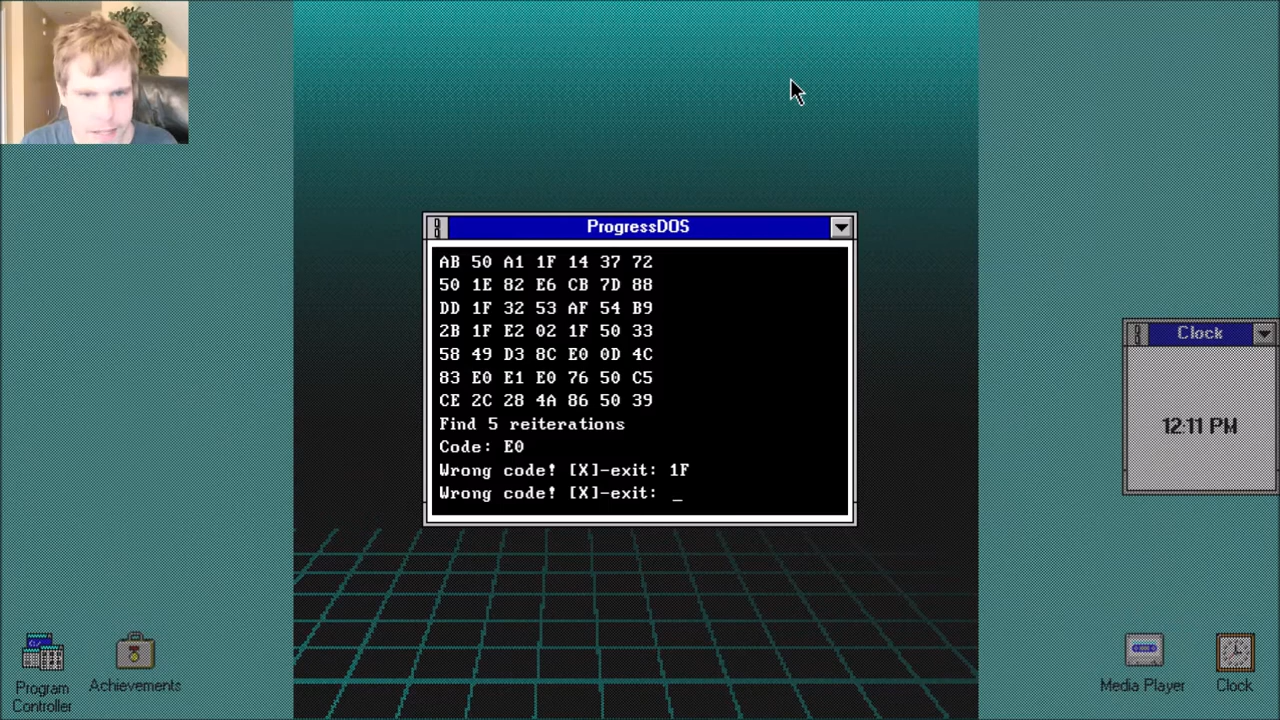 ProgressDOS
AB 50 A1 1F 14 37 72
50 1E 82 E6 CB 7D 88
DD 1F 32 53 AF 54 B9
2B 1F E2 02 1F 50 33
58 49 D3 8C E0 0D 4C
83 E0 E1 E0 76 50 C5
CE 2C 28 4A 86 50 39
Find 5 reiterations
Code: E0
Wrong code! [X]-exit: 1F
Wrong code! [X]-exit: _
Clock
12:11 PM
Program
Controller
Achievements
Media Player
Clock